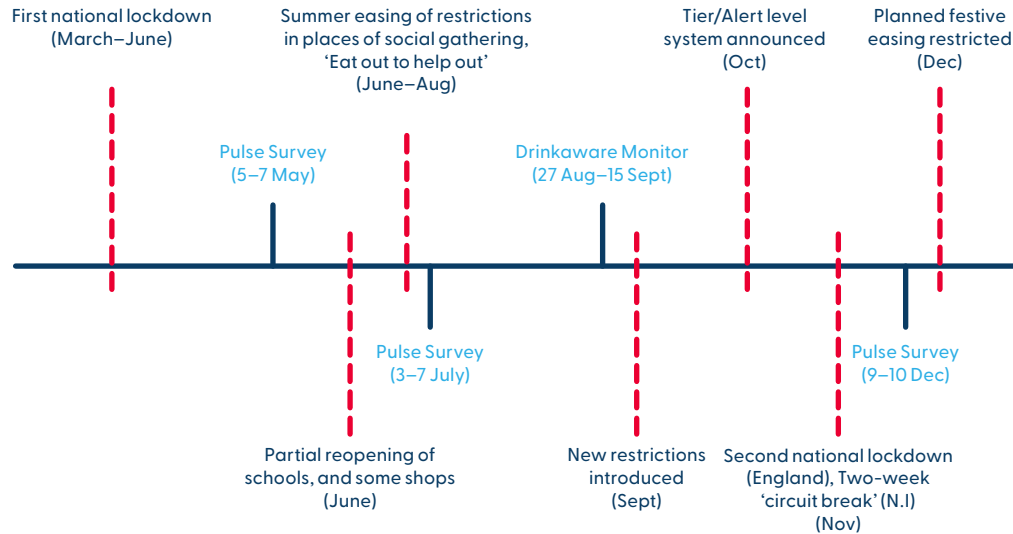 First national lockdown
(March–June)
Summer easing of restrictions
in places of social gathering,
‘Eat out to help out’
(June–Aug)
Tier/Alert level
system announced
(Oct)
Planned festive
easing restricted
(Dec)
Pulse Survey
(5–7 May)
Drinkaware Monitor
(27 Aug–15 Sept)
Pulse Survey
(3–7 July)
Pulse Survey
(9–10 Dec)
Partial reopening of
schools, and some shops
(June)
New restrictions
introduced
(Sept)
Second national lockdown
(England), Two-week
‘circuit break’ (N.I)
(Nov)